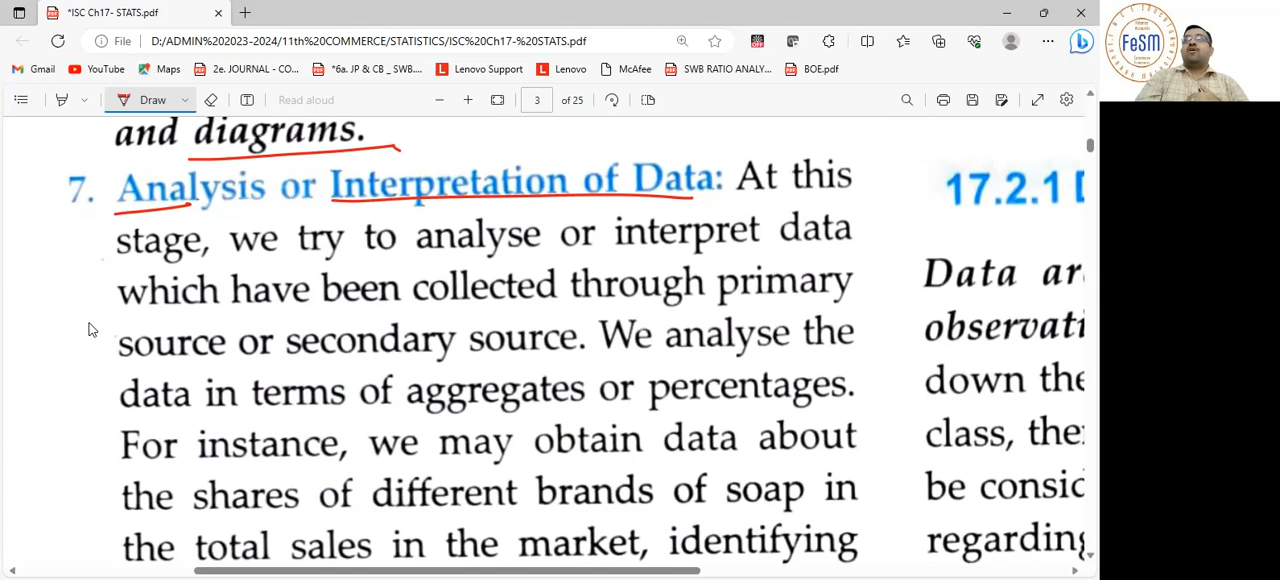 *ISC Ch17- STATS.pdf
File
D:/ADMIN%202023-2024/11th%20COMMERCE/STATISTICS/ISC%20Ch17-%20STATS.pdf
Gmail
YouTube
Maps
2e. JOURNAL - CO...
*6a. JP & CB _ SWB...
Lenovo Support
Lenovo
McAfee
SWB RATIO ANALY...
BOE.pdf
Draw
Read aloud
3 of 25
and diagrams.
7. Analysis or Interpretation of Data: At this
stage, we try to analyse or interpret data
which have been collected through primary
source or secondary source. We analyse the
data in terms of aggregates or percentages.
For instance, we may obtain data about
the shares of different brands of soap in
the total sales in the market, identifying
17.2.1
Data ar
observati
down the
class, the
be consid
regarding
FeSM